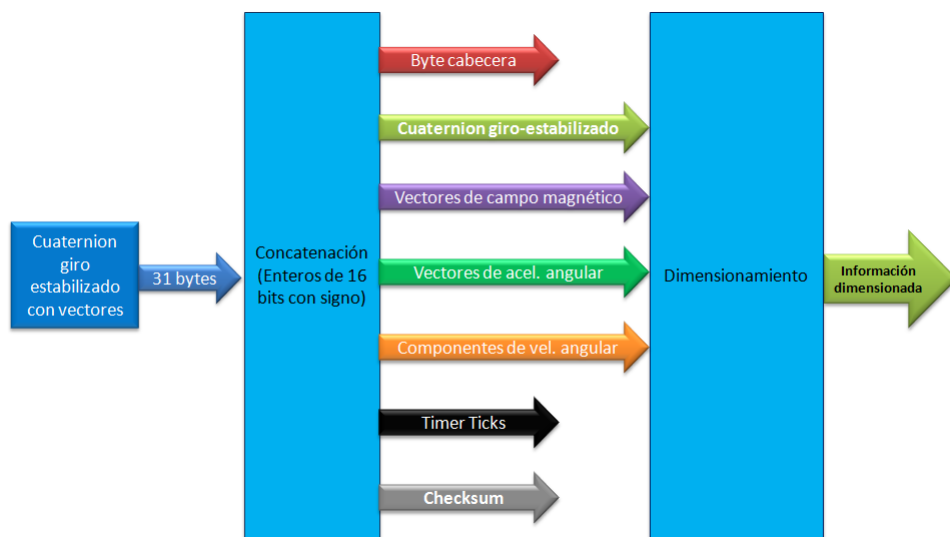 Cuaternion
giro
estabilizado
con vectores
31 bytes
Concatenación
(Enteros de 16
bits con signo)
Byte cabecera
Cuaternion giro-estabilizado
Vectores de campo magnético
Vectores de acel. angular
Componentes de vel. angular
Timer Ticks
Checksum
Dimensionamiento
Información
dimensionada